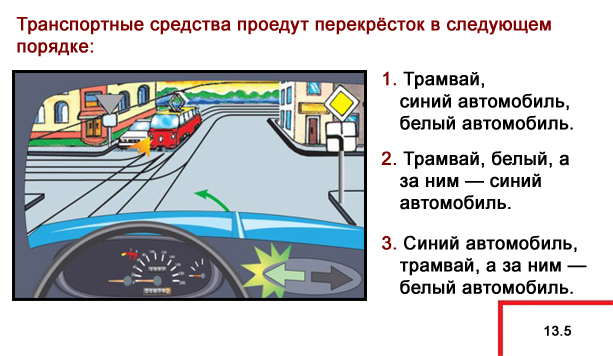 Транспортные средства проедут перекрёсток в следующем
порядке:
1. Трамвай,
синий автомобиль,
белый автомобиль.
2. Трамвай, белый, а
за ним — синий
автомобиль.
3. Синий автомобиль,
трамвай, а за ним —
белый автомобиль.
13.5